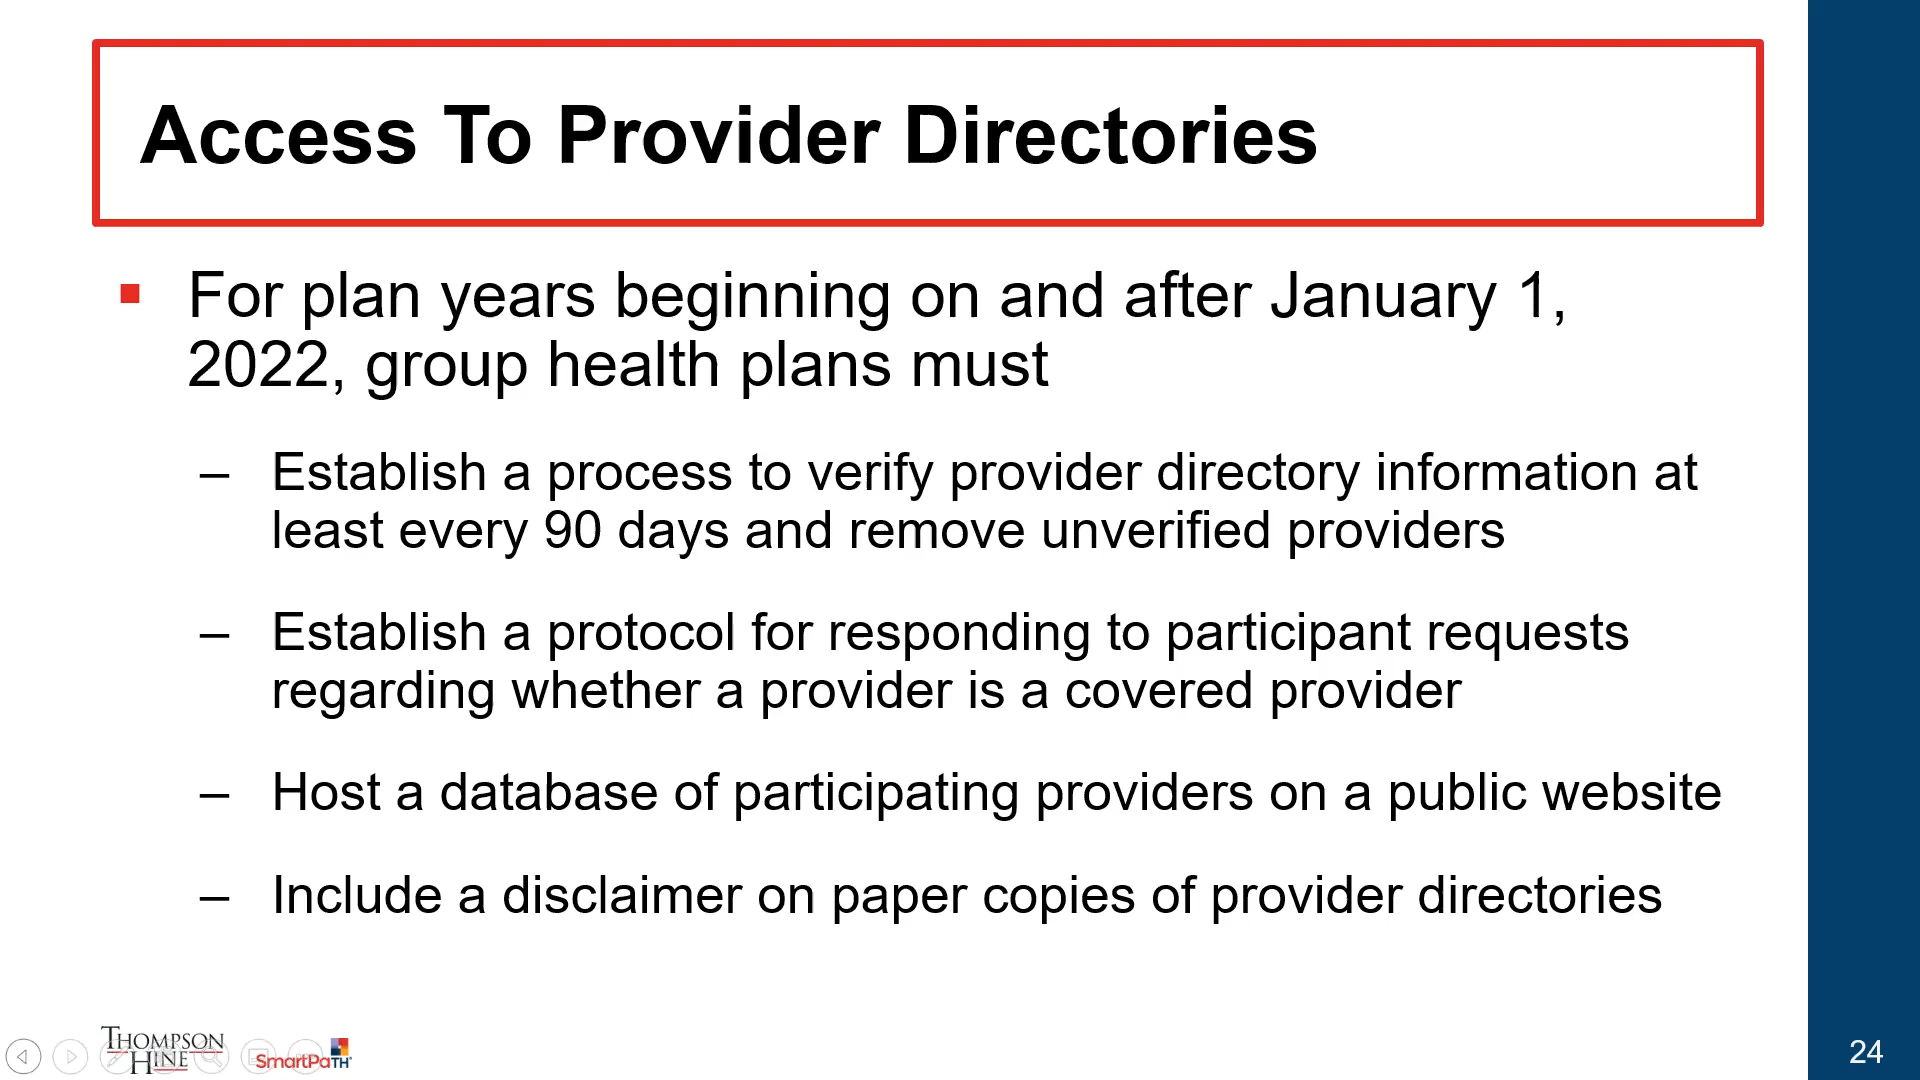 Access To Provider Directories
▪ For plan years beginning on and after January 1,
2022, group health plans must
– Establish a process to verify provider directory information at
least every 90 days and remove unverified providers
– Establish a protocol for responding to participant requests
regarding whether a provider is a covered provider
– Host a database of participating providers on a public website
– Include a disclaimer on paper copies of provider directories
THOMPSON
HINE
SmartPaTH
24